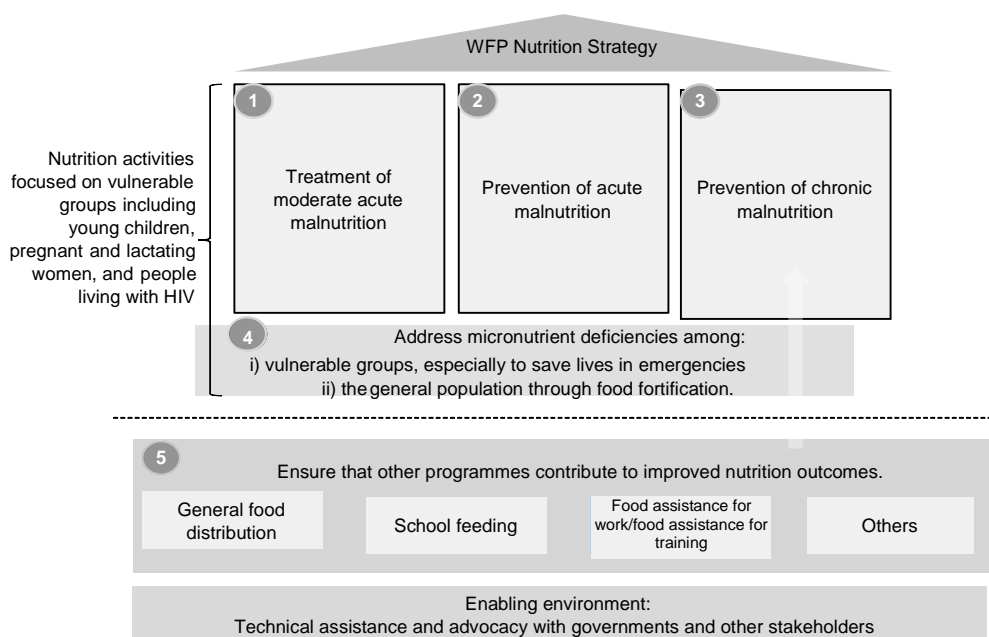 WFP Nutrition Strategy
1
2
3
Nutrition activities
focused on vulnerable
groups including
young children,
pregnant and lactating
women, and people
living with HIV
Treatment of
moderate acute
malnutrition
Prevention of acute
malnutrition
Prevention of chronic
malnutrition
4
Address micronutrient deficiencies among:
i) vulnerable groups, especially to save lives in emergencies
ii) the general population through food fortification.
5
Ensure that other programmes contribute to improved nutrition outcomes.
General food
distribution
School feeding
Food assistance for
work/food assistance for
training
Others
Enabling environment:
Technical assistance and advocacy with governments and other stakeholders